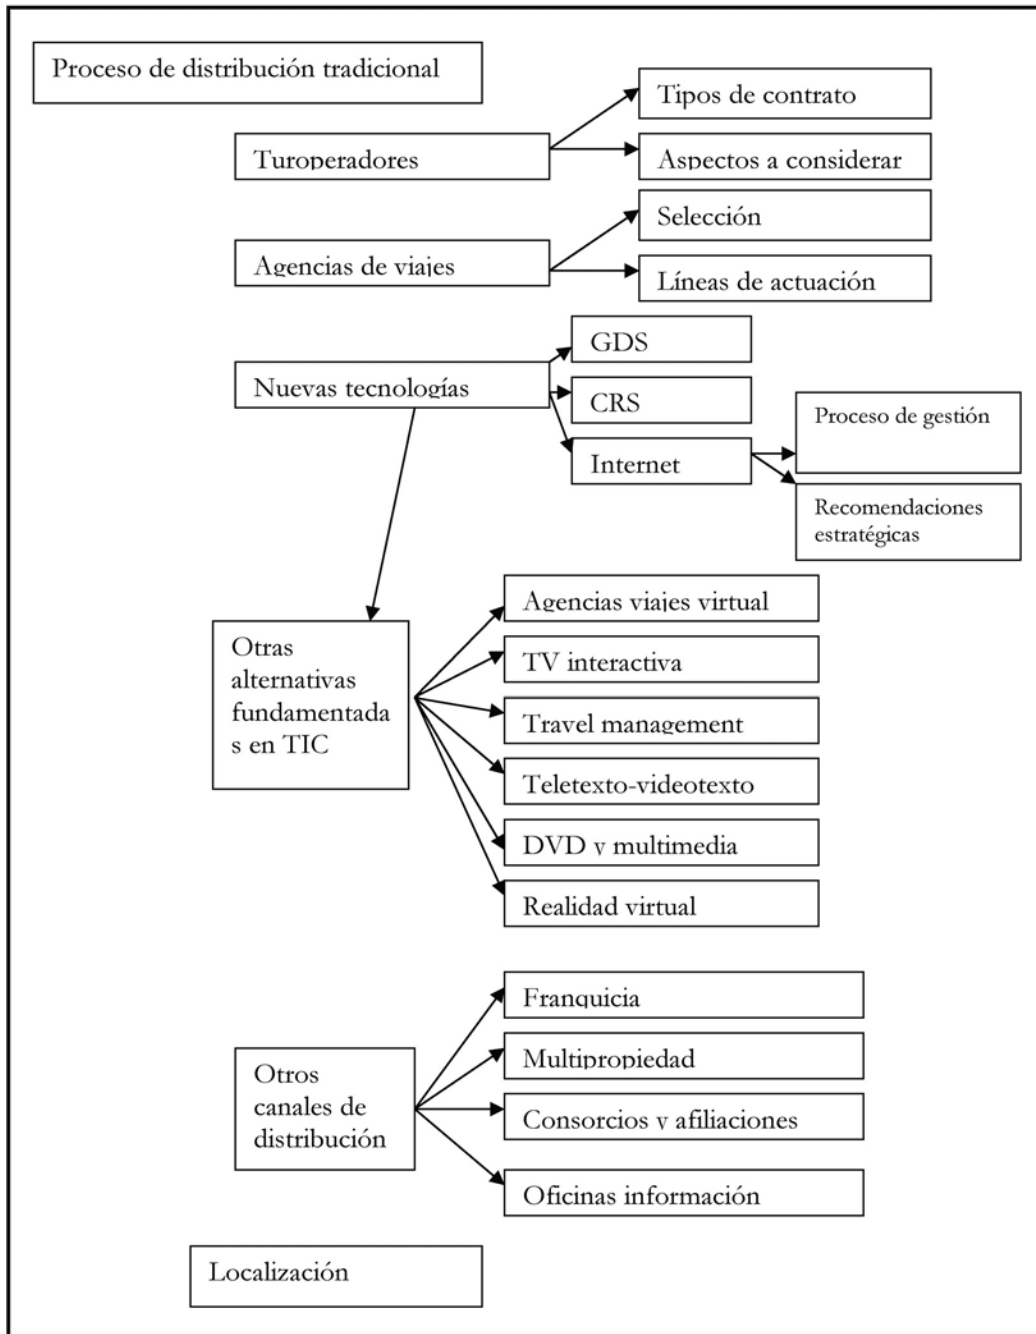 Proceso de distribución tradicional
Tipos de contrato
Turoperadores
Aspectos a considerar
Selección
Agencias de viajes
Líneas de actuación
GDS
Nuevas tecnologías
CRS
Proceso de gestión
Internet
Recomendaciones
estratégicas
Agencias viajes virtual
Otras
alternativas
fundamentada
s en TIC
TV interactiva
Travel management
Teletexto-videotexto
DVD y multimedia
Realidad virtual
Franquicia
Multipropiedad
Otros
canales de
distribución
Consorcios y afiliaciones
Oficinas información
Localización